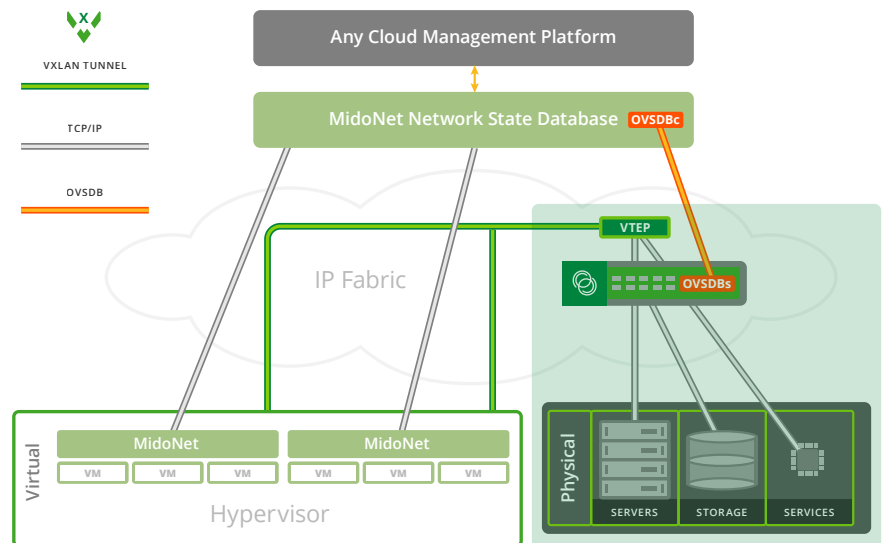 X
VXLAN TUNNEL
TCP/IP
OVSDB
Any Cloud Management Platform
MidoNet Network State Database
OVSDBc
IP Fabric
VTEP
OVSDBs
Virtual
MidoNet
MidoNet
VM
VM
VM
VM
VM
VM
Hypervisor
Physical
SERVERS
STORAGE
SERVICES